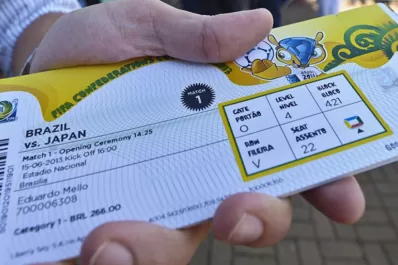 FIFA CONFEDERATIONS
MATCH
1
BRAZIL
vs. JAPAN
Match 1 - Opening Ceremony 14:25
15-06-2013 Kick Off 16:00
Estadio Nacional
Brasilia
Eduardo Mello
700006308
Category 1 - BRL 266.00
GATE
PORTÃO
O
LEVEL
NÍVEL
4
BLOCK
BLOCO
421
ROW
FILEIRA
V
SEAT
ASSENTO
22